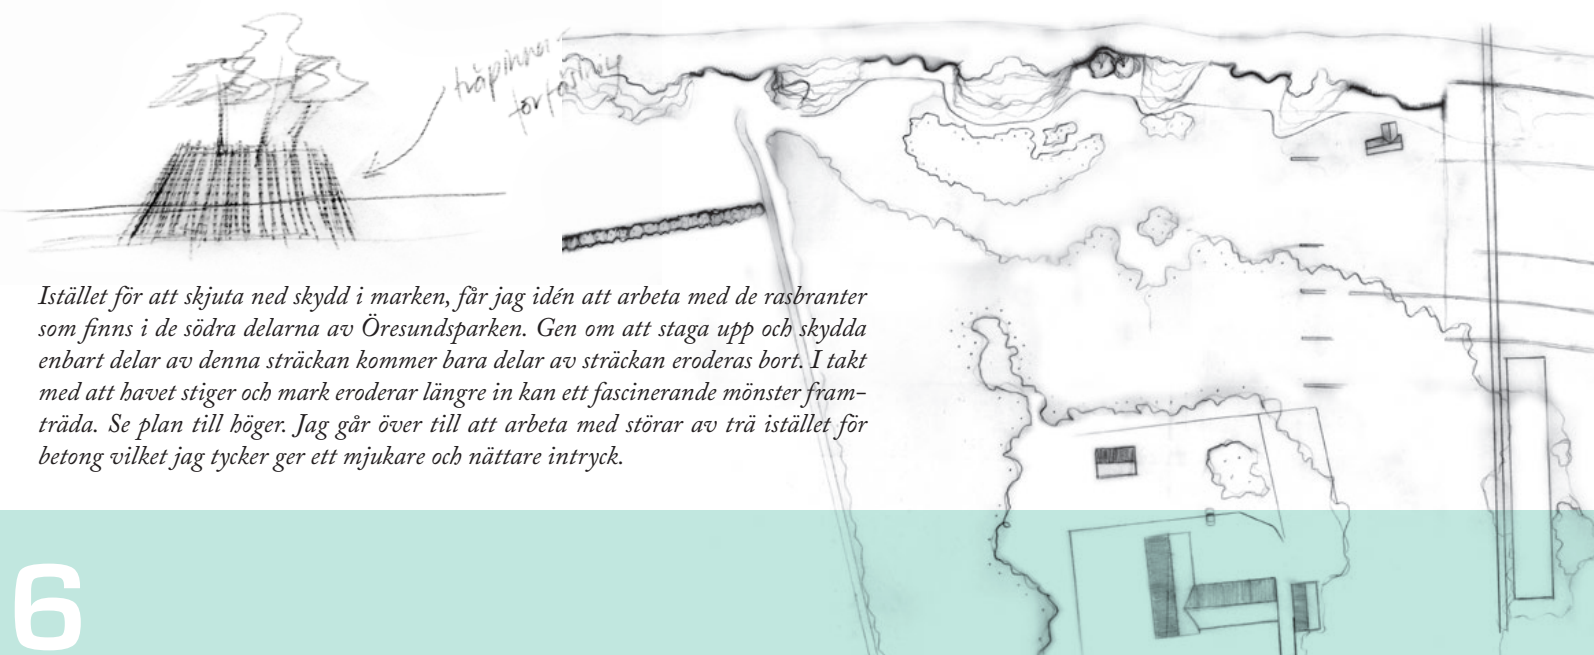 träpinnar
förtöjning
Istället för att skjuta ned skydd i marken, får jag idén att arbeta med de rasbranter
som finns i de södra delarna av Öresundsparken. Gen om att staga upp och skydda
enbart delar av denna sträckan kommer bara delar av sträckan eroderas bort. I takt
med att havet stiger och mark eroderar längre in kan ett fascinerande mönster fram-
träda. Se plan till höger. Jag går över till att arbeta med störar av trä istället för
betong vilket jag tycker ger ett mjukare och nättare intryck.
6